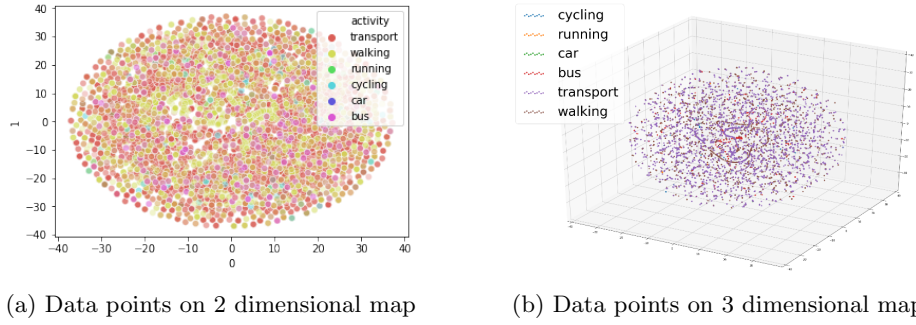 activity
transport
walking
running
cycling
car
bus
40
30
20
10
0
−10
−20
−30
−40
1
−40 −30 −20 −10 0 10 20 30 40
0
cycling
running
car
bus
transport
walking
(a) Data points on 2 dimensional map
(b) Data points on 3 dimensional map